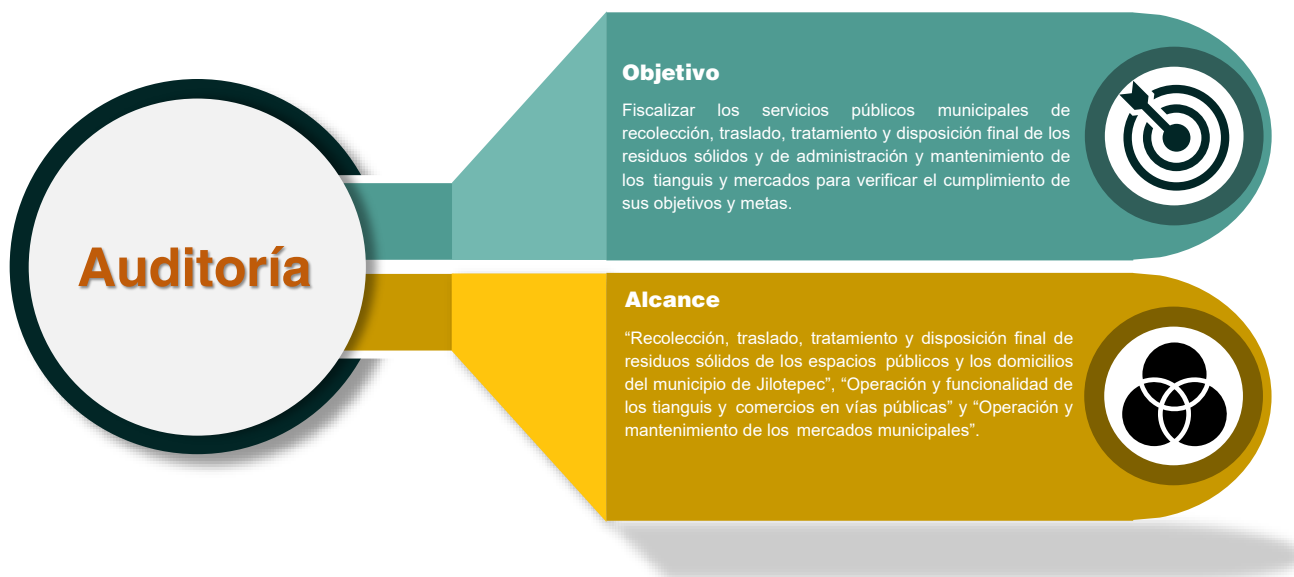 Auditoría
Objetivo
Fiscalizar los servicios públicos municipales de
recolección, traslado, tratamiento y disposición final de los
residuos sólidos y de administración y mantenimiento de
los tianguis y mercados para verificar el cumplimiento de
sus objetivos y metas.
Alcance
“Recolección, traslado, tratamiento y disposición final de
residuos sólidos de los espacios públicos y los domicilios
del municipio de Jilotepec”, “Operación y funcionalidad de
los tianguis y comercios en vías públicas” y “Operación y
mantenimiento de los mercados municipales”.